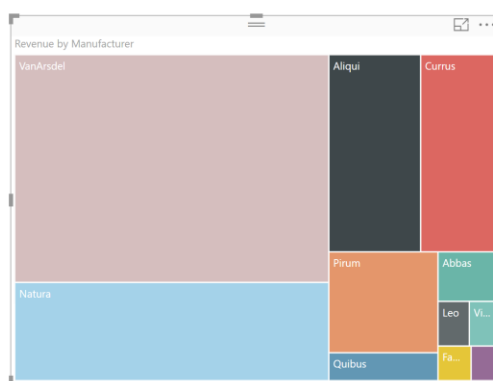 Revenue by Manufacturer
VanArsdel
Aliqui
Currus
Natura
Pirum
Abbas
Leo
Vi...
Quibus
Fa...